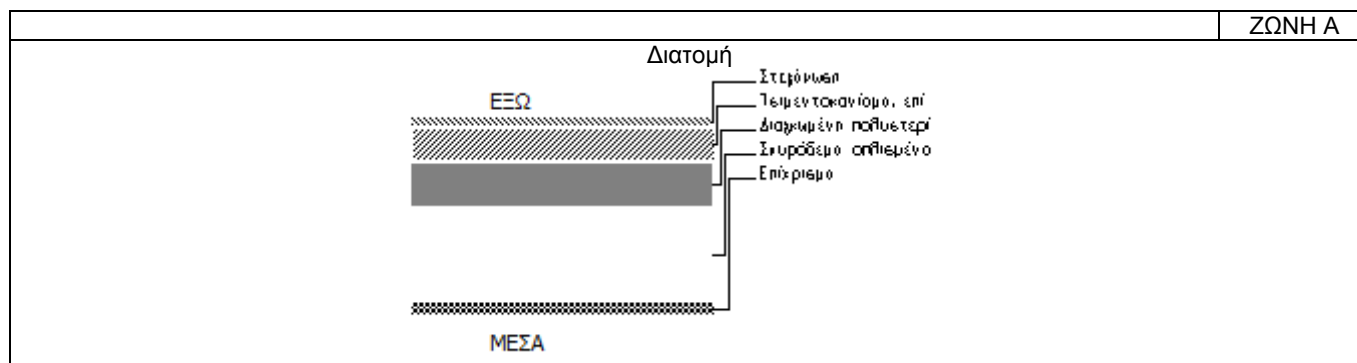 ΖΩΝΗ Α
Διατομή
ΕΞΩ
Στεγάνωση
Τσιμεντοκονίαμα, επί
Διογκωμένη πολυστερί
Σκυρόδεμα οπλισμένο
Επίχρισμα
ΜΕΣΑ